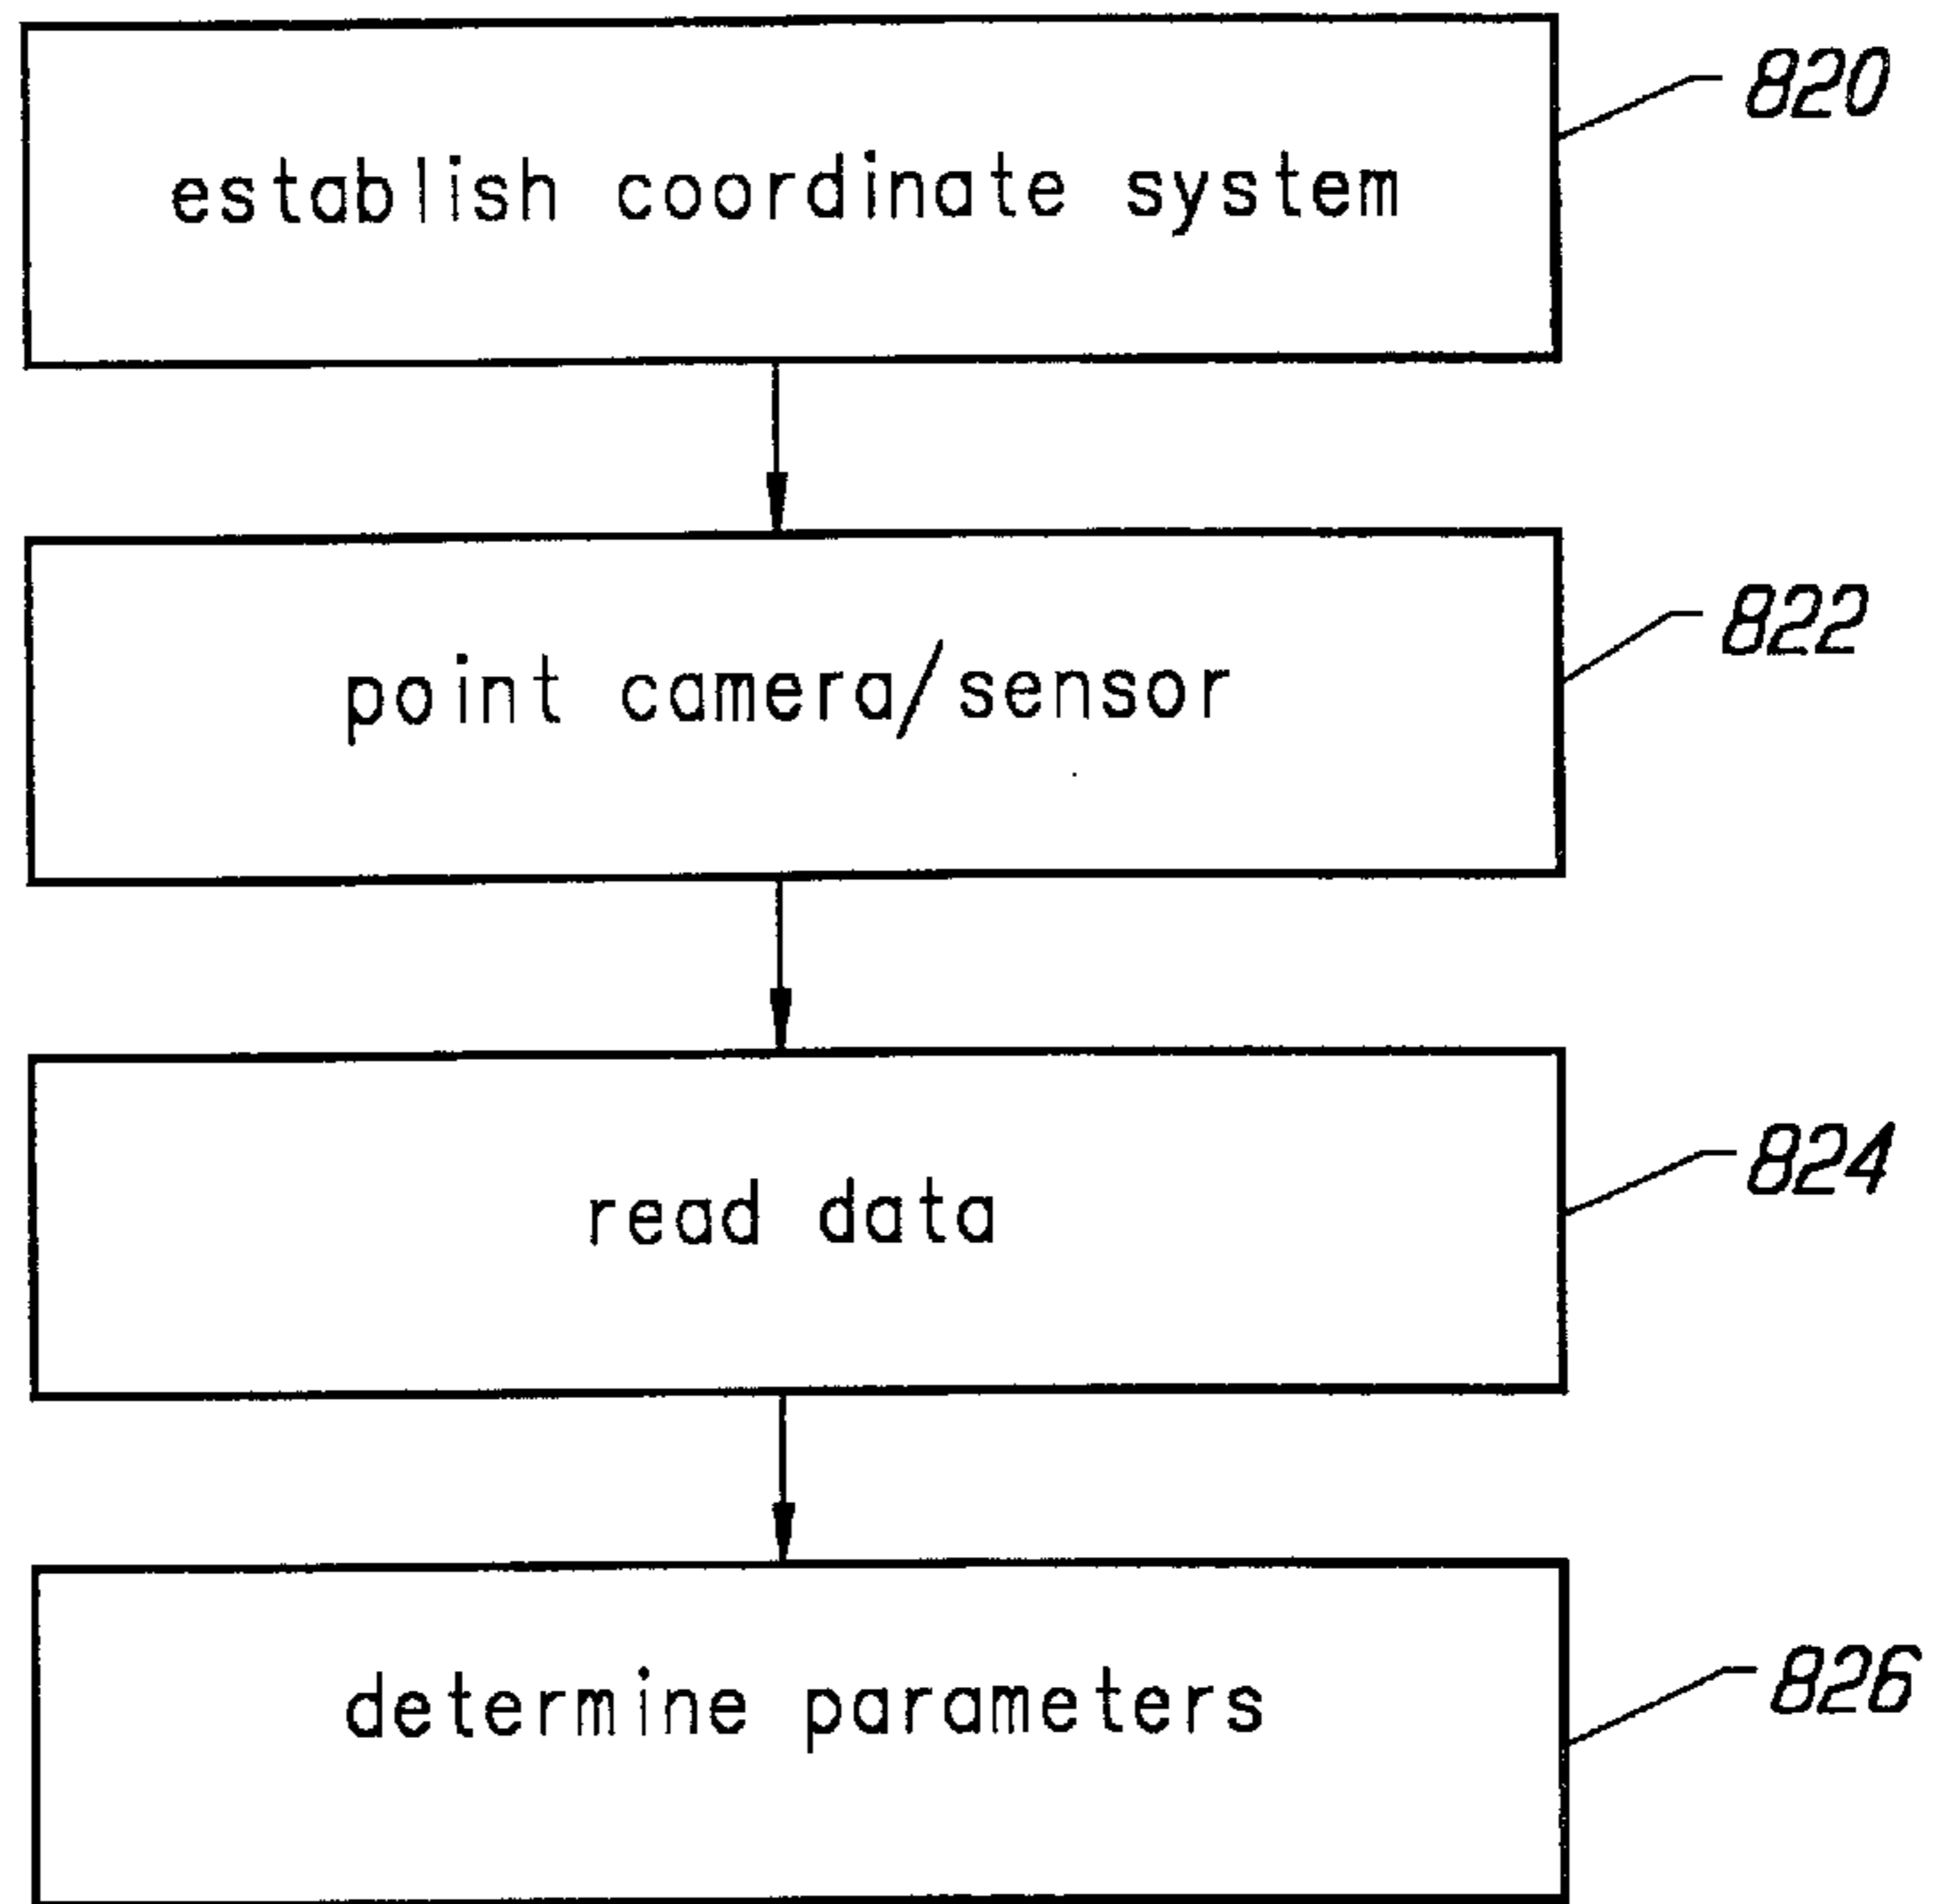 establish coordinate system
820
point camera/sensor
822
read data
824
determine parameters
826